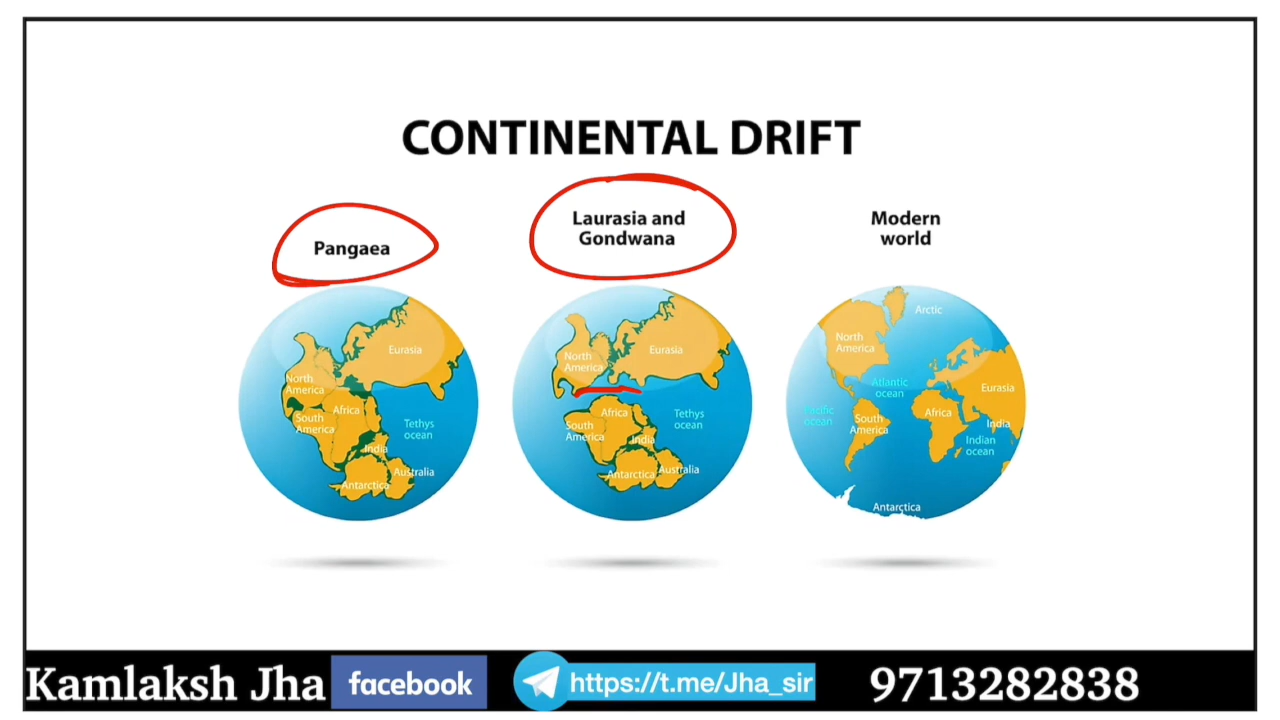 CONTINENTAL DRIFT
Pangaea
Laurasia and
Gondwana
Modern
world
Eurasia
North
America
Africa
South
America
Tethys
ocean
India
Australia
Antarctica
North
America
Eurasia
Africa
South
America
Tethys
ocean
India
Australia
Antarctica
Arctic
North
America
Atlantic
ocean
Eurasia
Pacific
ocean
South
America
Africa
India
Indian
ocean
Antarctica
Kamlaksh Jha
facebook
https://t.me/Jha_sir
9713282838